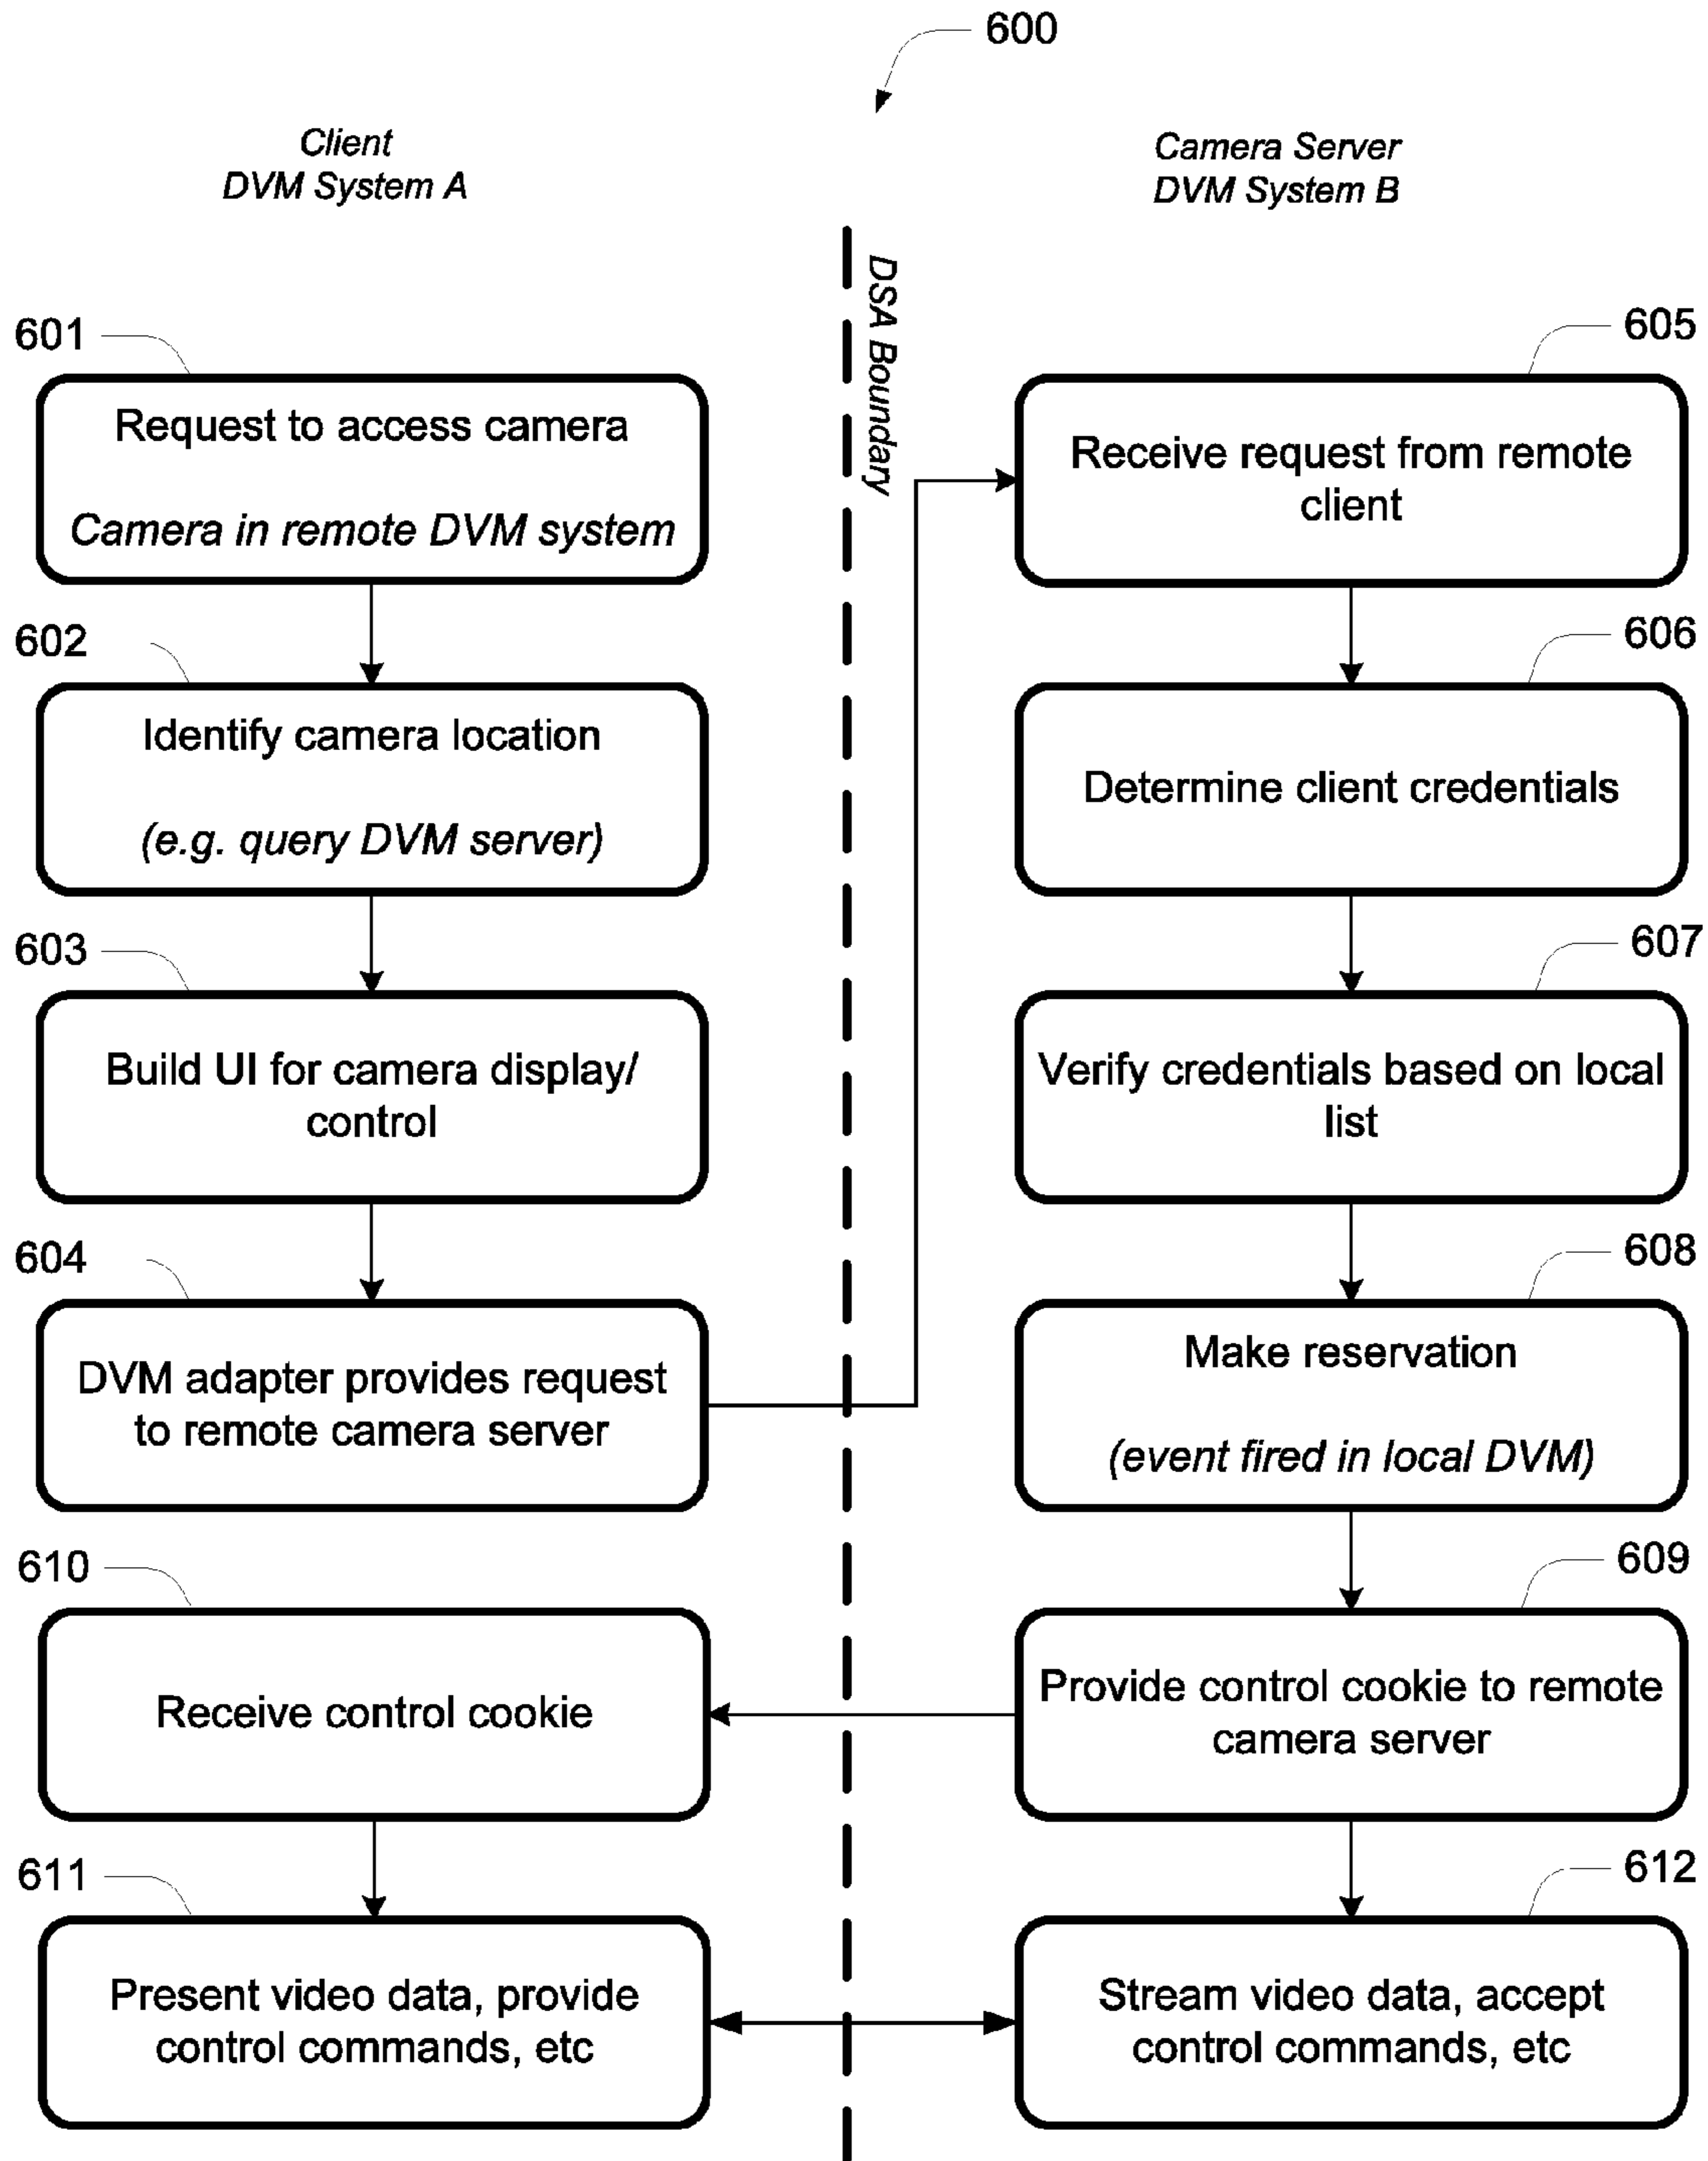 600
Client
DVM System A
Camera Server
DVM System B
DSA Boundary
601
Request to access camera
Camera in remote DVM system
602
Identify camera location
(e.g. query DVM server)
603
Build UI for camera display/
control
604
DVM adapter provides request
to remote camera server
605
Receive request from remote
client
606
Determine client credentials
607
Verify credentials based on local
list
608
Make reservation
(event fired in local DVM)
609
Provide control cookie to remote
camera server
610
Receive control cookie
611
Present video data, provide
control commands, etc
612
Stream video data, accept
control commands, etc